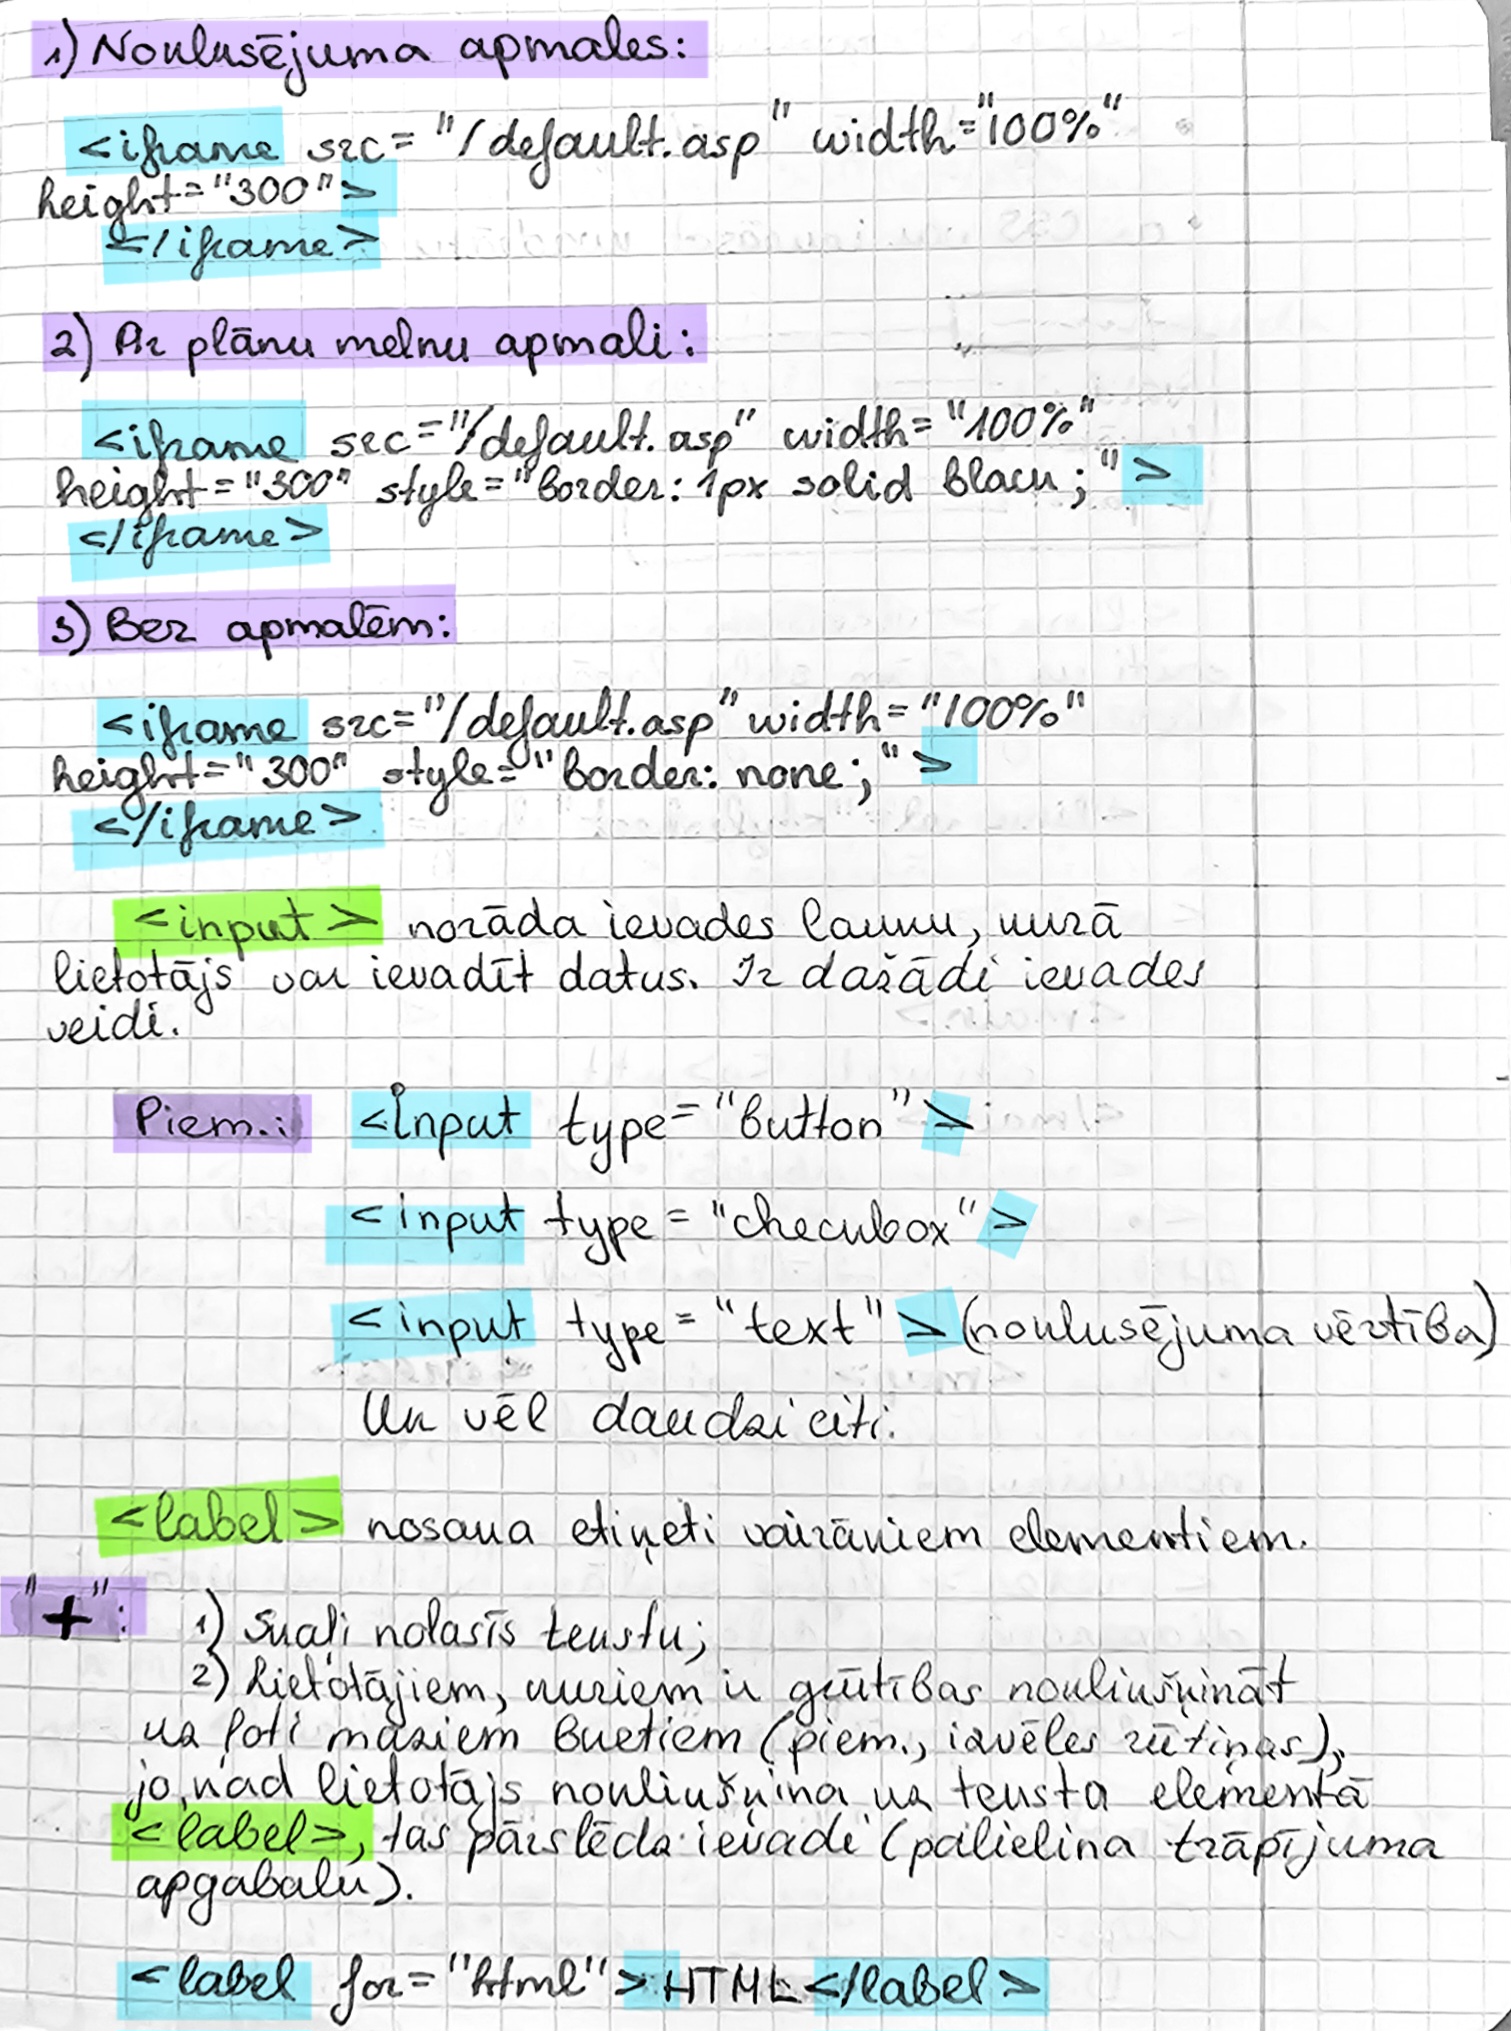 1) Noklusējuma apmales:
<iframe src="/default.asp" width="100%"
height="300">
</iframe>
2) Ar plānu melnu apmali:
<iframe src="/default.asp" width="100%"
height="300" style="border: 1px solid black;">
</iframe>
3) Bez apmalēm:
<iframe src="/default.asp" width="100%"
height="300" style="border: none;">
</iframe>
<input> norāda ievades lauku, kurā
lietotājs var ievadīt datus. Ir dažādi ievades
veidi.
Piem.: <Input type="button">
<input type="checkbox">
<input type="text"> (noklusējuma vērtība)
Un vēl daudzi citi.
<label> nosaka etiķeti vairākiem elementiem.
"+": 1) Skaļi nolasīs tekstu;
2) Lietotājiem, kuriem ir grūtības noklikšķināt
uz ļoti maziem
(piem., izvēles rūtiņas),
jo, kad lietotājs noklikšķina uz teksta elementā
<label>, tas pārslēdz ievadi (palielina trāpījuma
apgabalu).
<label for="html">HTML</label>